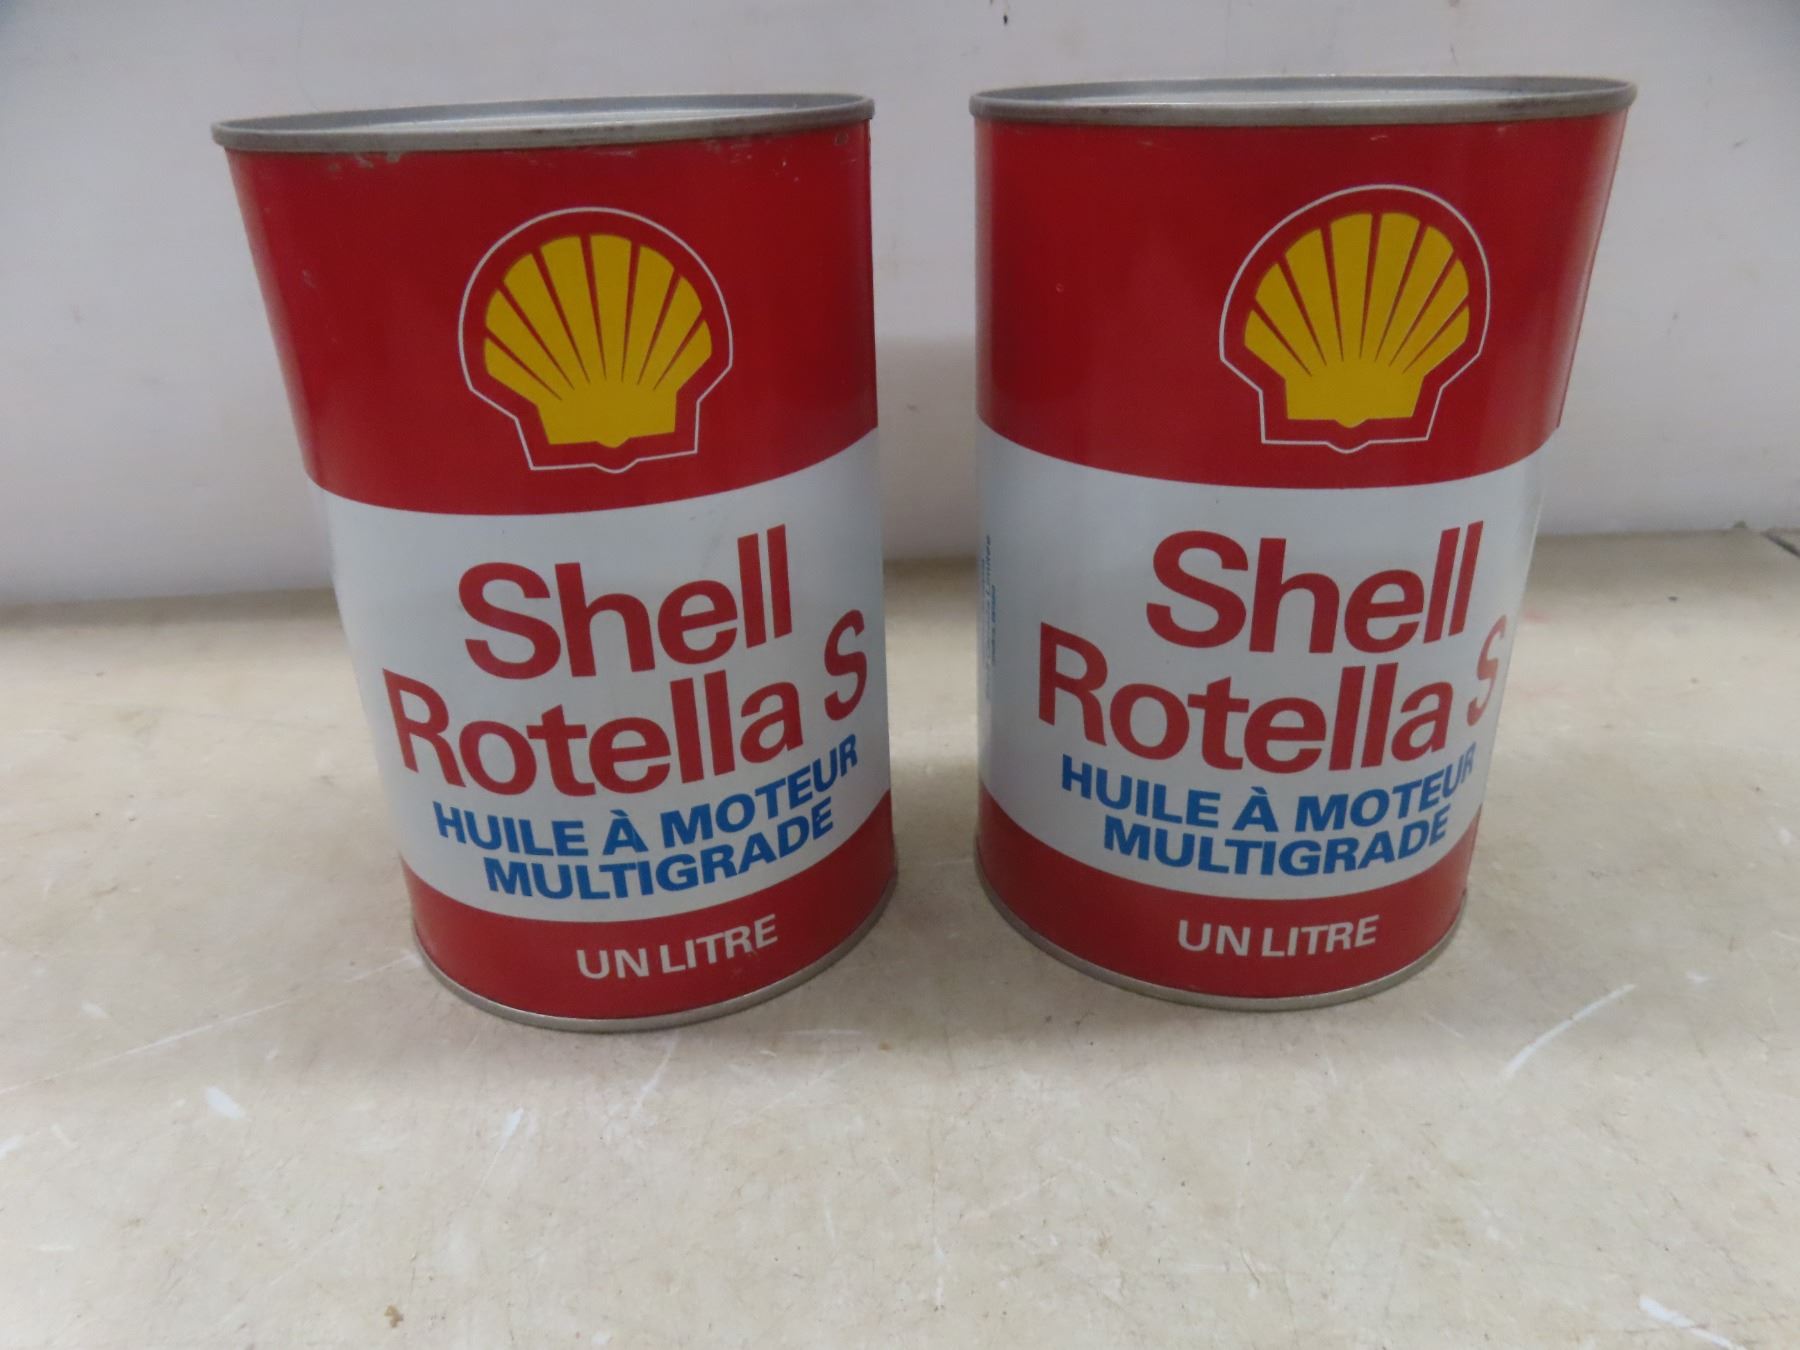 Shell
Rotella S
HUILE À MOTEUR
MULTIGRADE
UN LITRE
Shell
Rotella S
HUILE À MOTEUR
MULTIGRADE
UN LITRE